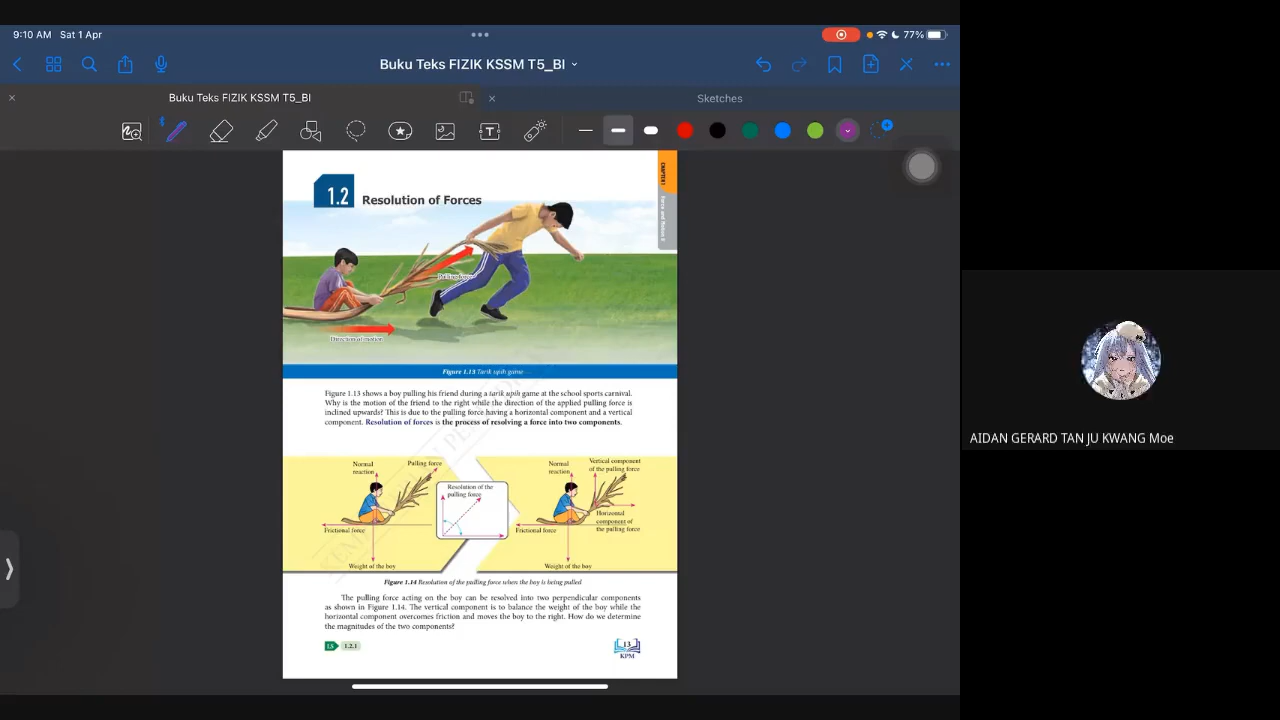 9:10 AM Sat 1 Apr
77%
Buku Teks FIZIK KSSM T5_BI
Buku Teks FIZIK KSSM T5_BI
Sketches
1.2 Resolution of Forces
CHAPTER 1
Pulling force
Direction of motion
Figure 1.13 Tarik upih game
Figure 1.13 shows a boy pulling his friend during a tarik upih game at the school sports carnival.
Why is the motion of the friend to the right while the direction of the applied pulling force is
inclined upwards? This is due to the pulling force having a horizontal component and a vertical
component. Resolution of forces is the process of resolving a force into two components.
Normal
reaction
Pulling force
Frictional force
Weight of the boy
Resolution of the
pulling force
Normal
reaction
Vertical component
of the pulling force
Horizontal
component of
the pulling force
Frictional force
Weight of the boy
Figure 1.14 Resolution of the pulling force when the boy is being pulled
The pulling force acting on the boy can be resolved into two perpendicular components
as shown in Figure 1.14. The vertical component is to balance the weight of the boy while the
horizontal component overcomes friction and moves the boy to the right. How do we determine
the magnitudes of the two components?
LS 1.2.1
13
KPM
AIDAN GERARD TAN JU KWANG Moe